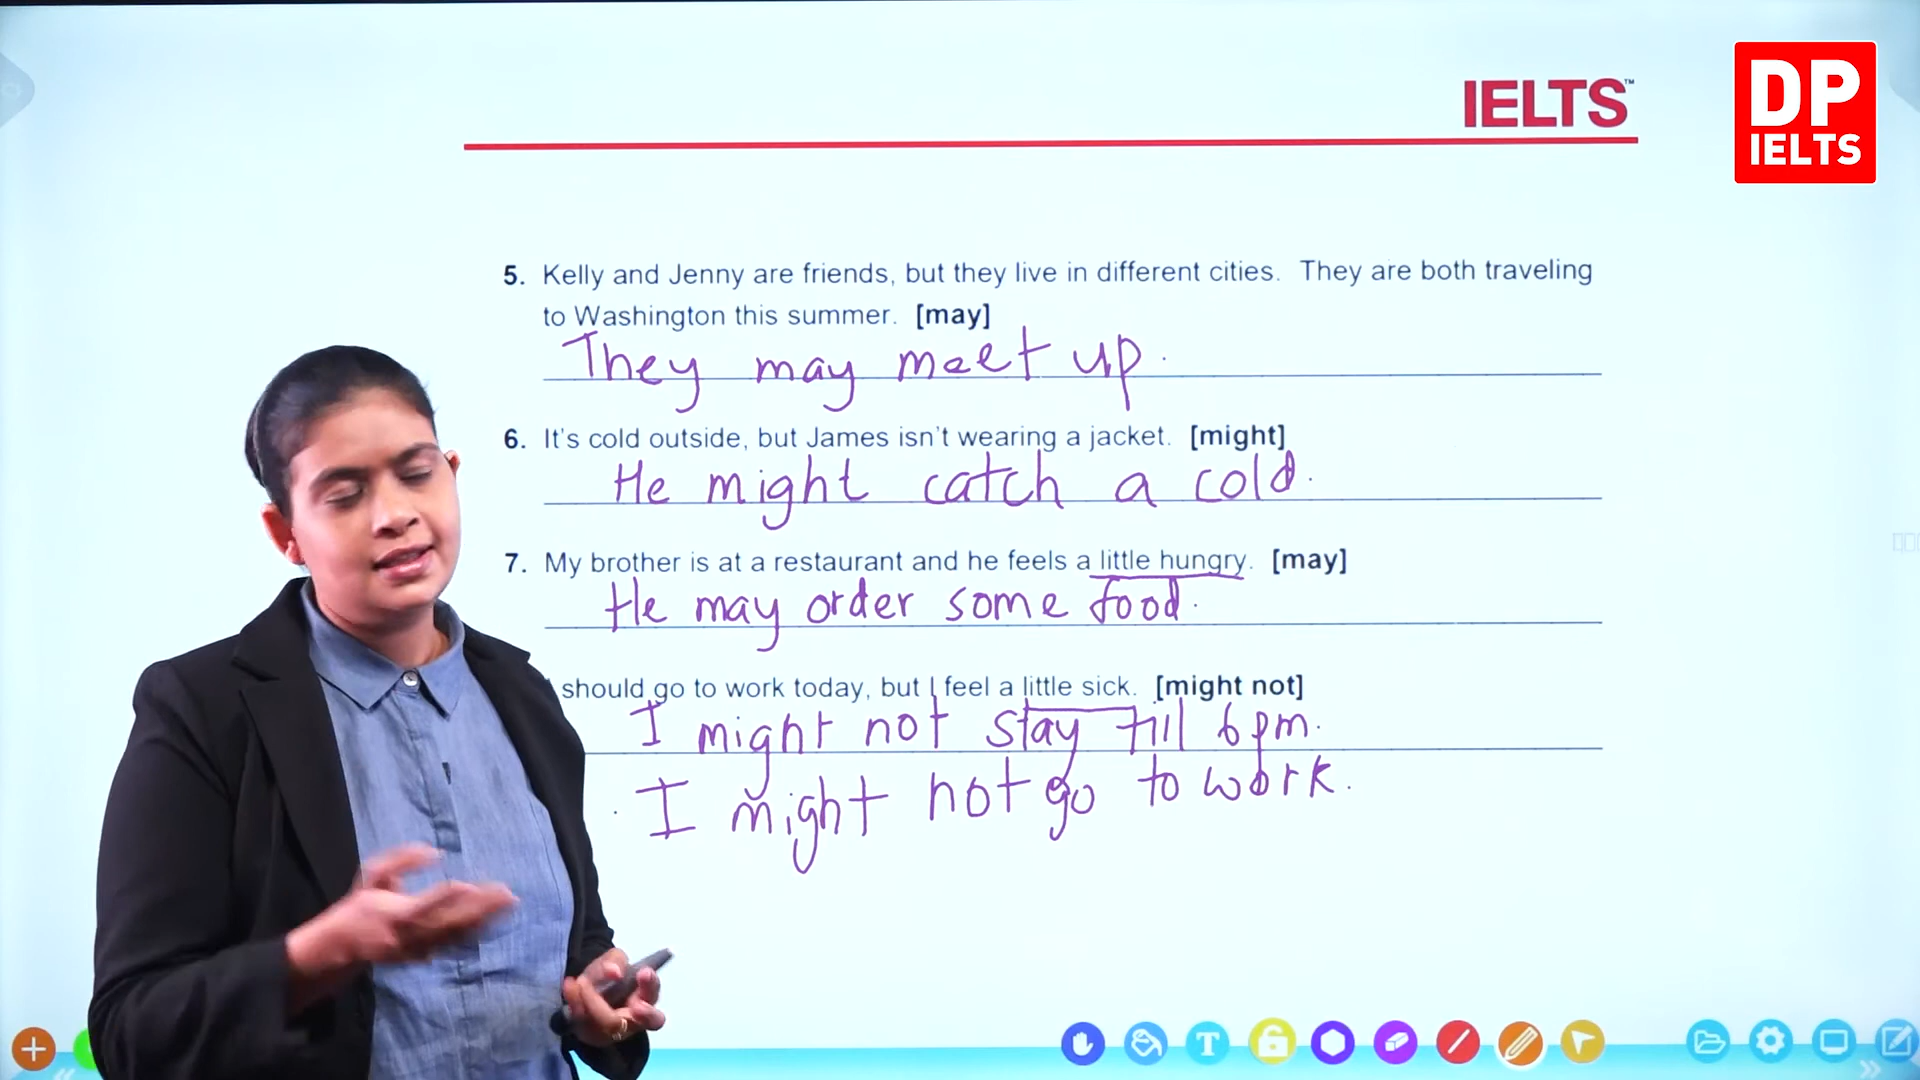 IELTS™
DP
IELTS
5. Kelly and Jenny are friends, but they live in different cities. They are both traveling
to Washington this summer. [may]
They may meet up.
6. It's cold outside, but James isn't wearing a jacket. [might]
He might catch a cold.
7. My brother is at a restaurant and he feels a little hungry. [may]
He may order some food.
I should go to work today, but I feel a little sick. [might not]
I might not stay till 6pm.
I might not go to work.
T